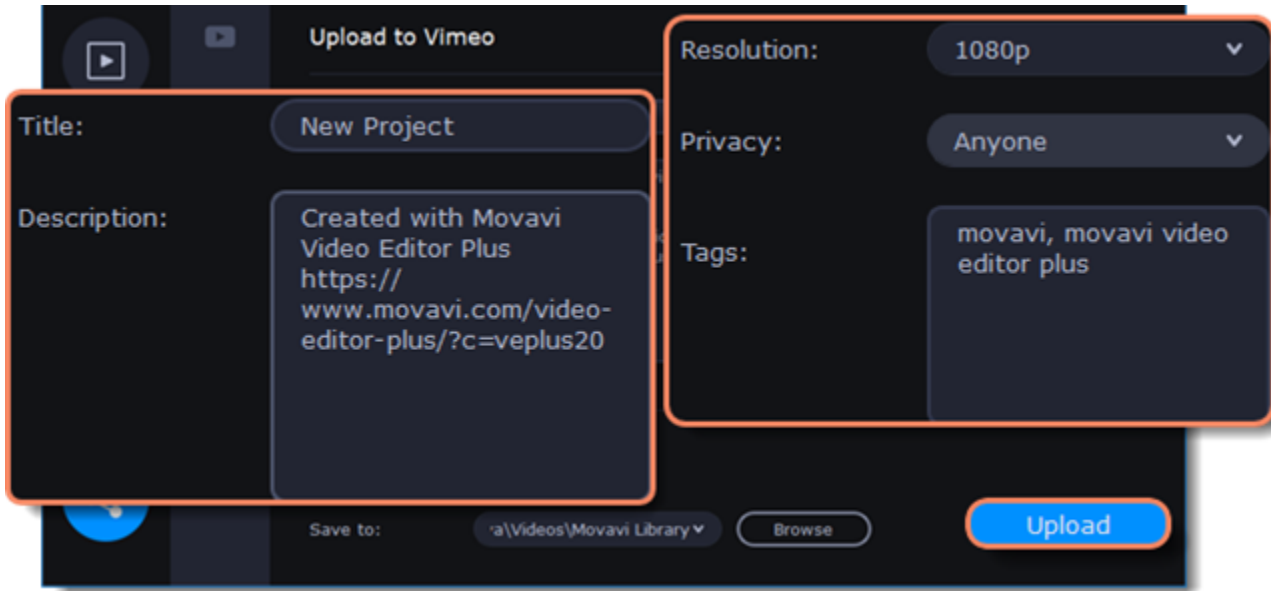 Upload to Vimeo
Title:
New Project
Description:
Created with Movavi
Video Editor Plus
https://
www.movavi.com/video-
editor-plus/?c=veplus20
Resolution:
1080p
Privacy:
Anyone
Tags:
movavi, movavi video
editor plus
Save to:
a\Videos\Movavi Library
Browse
Upload